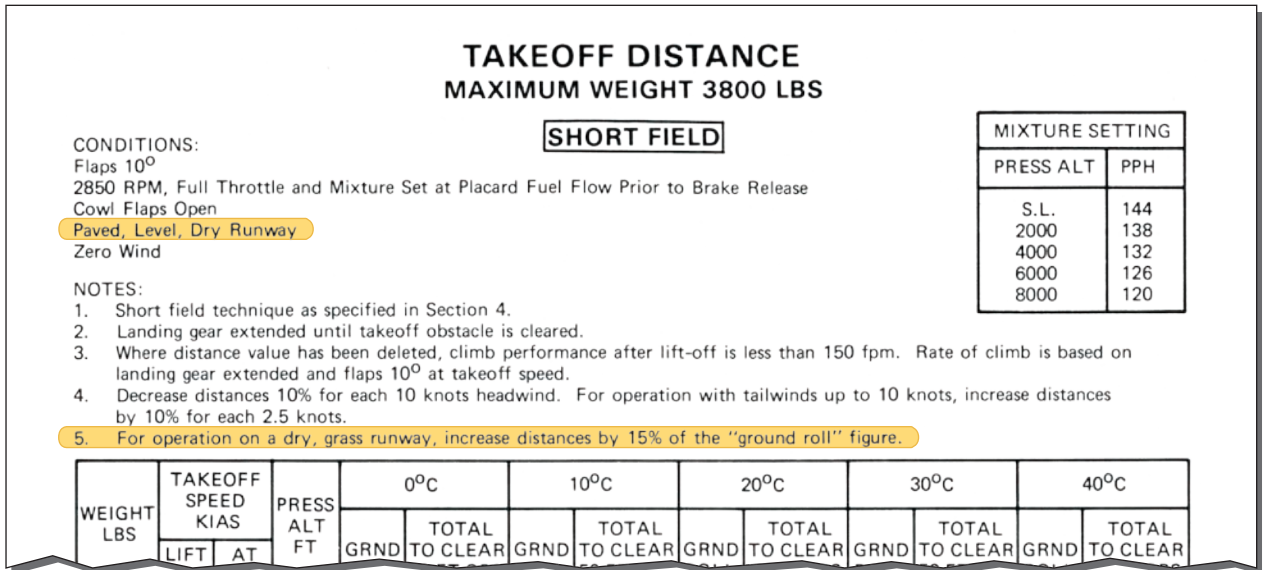 TAKEOFF DISTANCE
MAXIMUM WEIGHT 3800 LBS
SHORT FIELD
CONDITIONS:
Flaps 10⁰
2850 RPM, Full Throttle and Mixture Set at Placard Fuel Flow Prior to Brake Release
Cowl Flaps Open
Paved, Level, Dry Runway
Zero Wind
MIXTURE SETTING
PRESS ALT PPH
S.L. 144
2000 138
4000 132
6000 126
8000 120
NOTES:
1. Short field technique as specified in Section 4.
2. Landing gear extended until takeoff obstacle is cleared.
3. Where distance value has been deleted, climb performance after lift-off is less than 150 fpm. Rate of climb is based on
landing gear extended and flaps 10⁰ at takeoff speed.
4. Decrease distances 10% for each 10 knots headwind. For operation with tailwinds up to 10 knots, increase distances
by 10% for each 2.5 knots.
5. For operation on a dry, grass runway, increase distances by 15% of the "ground roll" figure.
WEIGHT
LBS
TAKEOFF
SPEED
KIAS
LIFT AT
PRESS
ALT
FT
0⁰C 10⁰C 20⁰C 30⁰C 40⁰C
TOTAL TOTAL TOTAL TOTAL TOTAL
GRND TO CLEAR GRND TO CLEAR GRND TO CLEAR GRND TO CLEAR GRND TO CLEAR